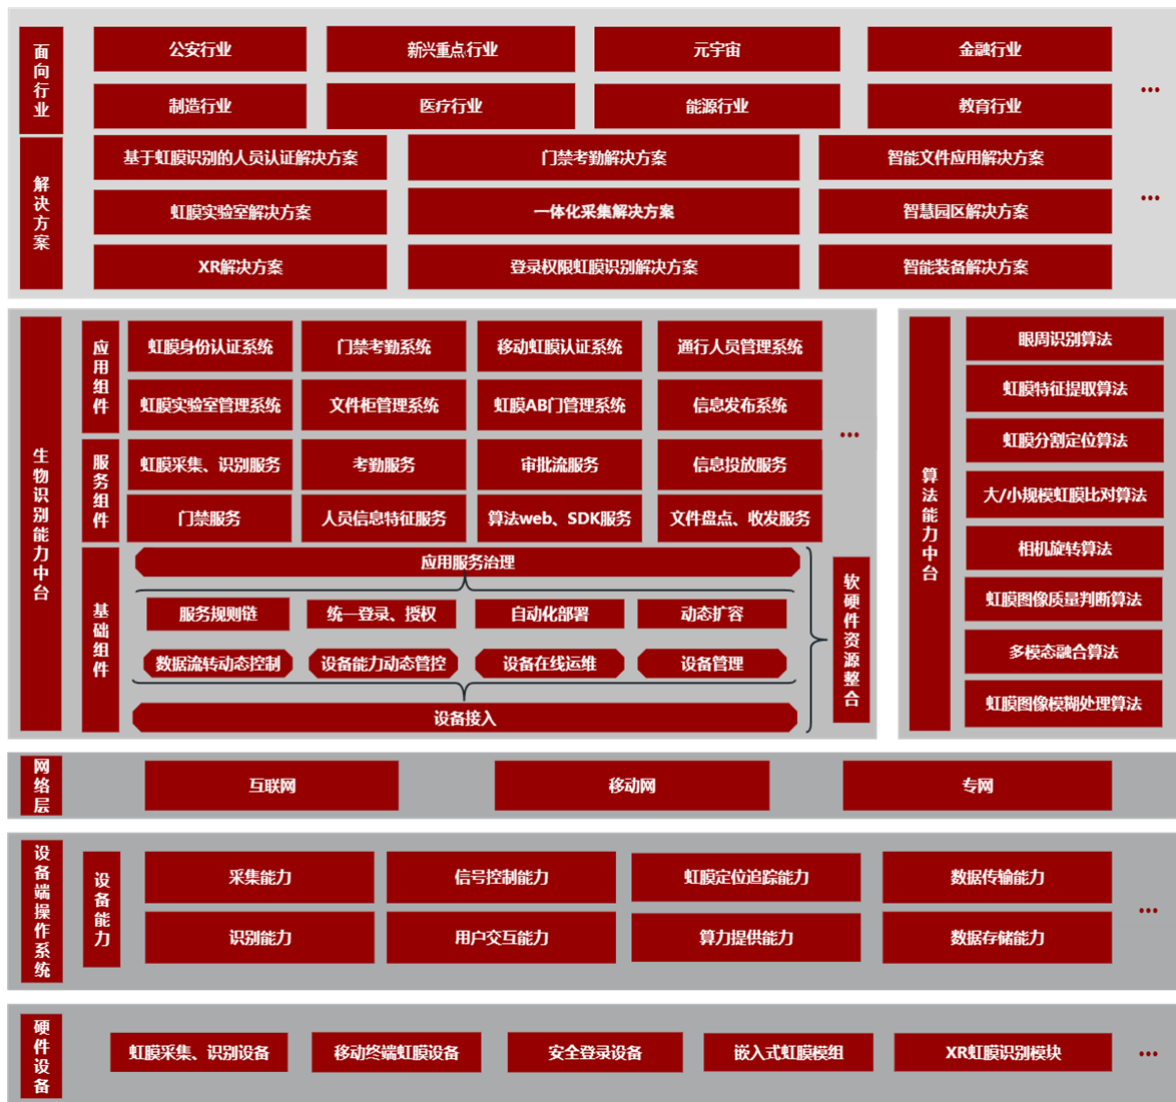 面向行业
公安行业
新兴重点行业
元宇宙
金融行业
制造行业
医疗行业
能源行业
教育行业
...
解决方案
基于虹膜识别的人员认证解决方案
门禁考勤解决方案
智能文件应用解决方案
虹膜实验室解决方案
一体化采集解决方案
智慧园区解决方案
XR解决方案
登录权限虹膜识别解决方案
智能装备解决方案
...
生物识别能力中台
应用组件
虹膜身份认证系统
门禁考勤系统
移动虹膜认证系统
通行人员管理系统
虹膜实验室管理系统
文件柜管理系统
虹膜AB门管理系统
信息发布系统
服务组件
虹膜采集、识别服务
考勤服务
审批流服务
信息投放服务
门禁服务
人员信息特征服务
算法web、SDK服务
文件盘点、收发服务
...
基础组件
应用服务治理
服务规则链
统一登录、授权
自动化部署
动态扩容
数据流转动态控制
设备能力动态管控
设备在线运维
设备管理
设备接入
软硬件资源整合
算法能力中台
眼周识别算法
虹膜特征提取算法
虹膜分割定位算法
大/小规模虹膜比对算法
相机旋转算法
虹膜图像质量判断算法
多模态融合算法
虹膜图像模糊处理算法
网络层
互联网
移动网
专网
设备端操作系统
设备能力
采集能力
信号控制能力
虹膜定位追踪能力
数据传输能力
识别能力
用户交互能力
算力提供能力
数据存储能力
...
硬件设备
虹膜采集、识别设备
移动终端虹膜设备
安全登录设备
嵌入式虹膜模组
XR虹膜识别模块
...